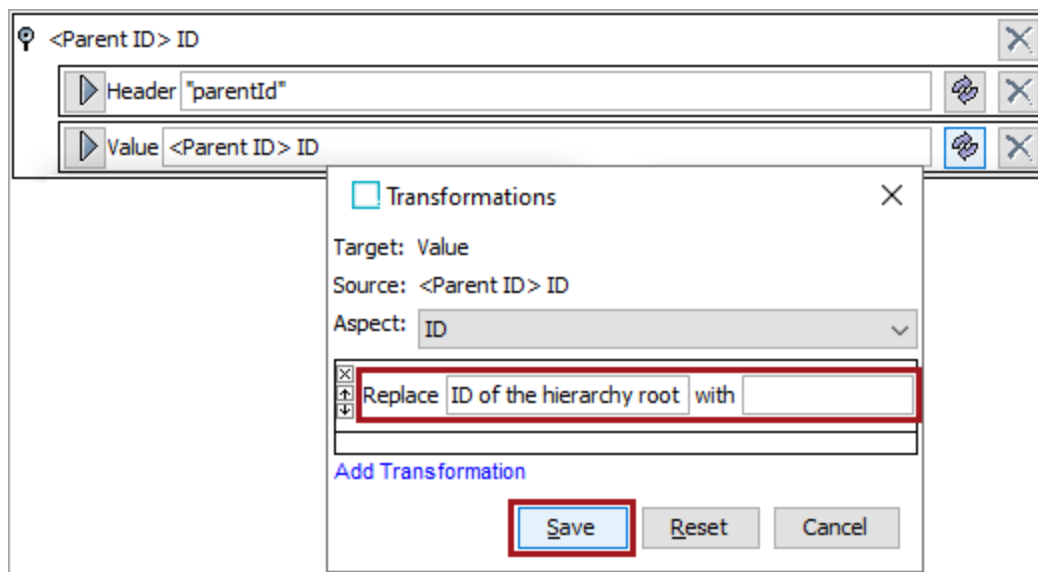 <Parent ID> ID
Header "parentId"
Value <Parent ID> ID
Transformations
Target: Value
Source: <Parent ID> ID
Aspect: ID
Replace ID of the hierarchy root with
Add Transformation
Save Reset Cancel